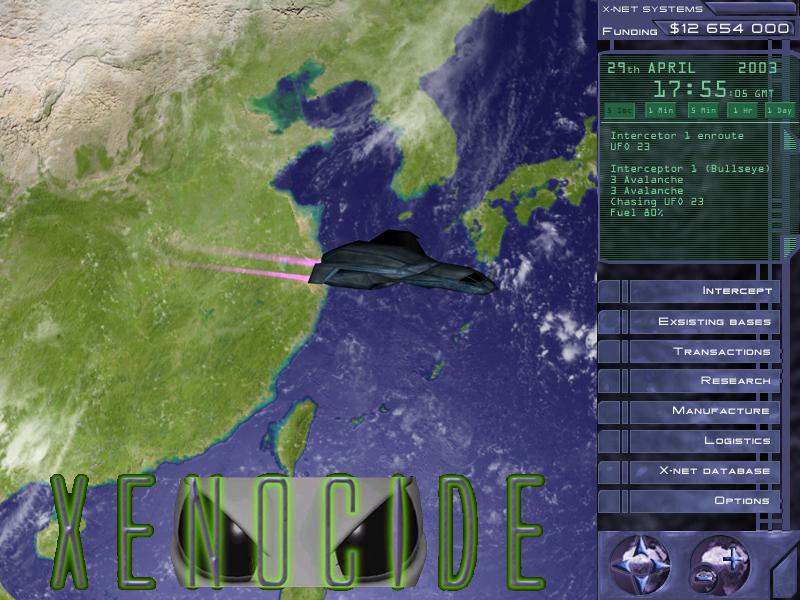 X-NET SYSTEMS
FUNDING $12 654 000
29th APRIL 2003
17:55:05 GMT
5 Sec 1 Min 5 Min 1 Hr 1 Day
Intercetor 1 enroute
UFO 23
Interceptor 1 (Bullseye)
3 Avalanche
3 Avalanche
Chasing UFO 23
Fuel 80%
INTERCEPT
EXSISTING BASES
TRANSACTIONS
RESEARCH
MANUFACTURE
LOGISTICS
X-NET DATABASE
OPTIONS
XENOCIDE